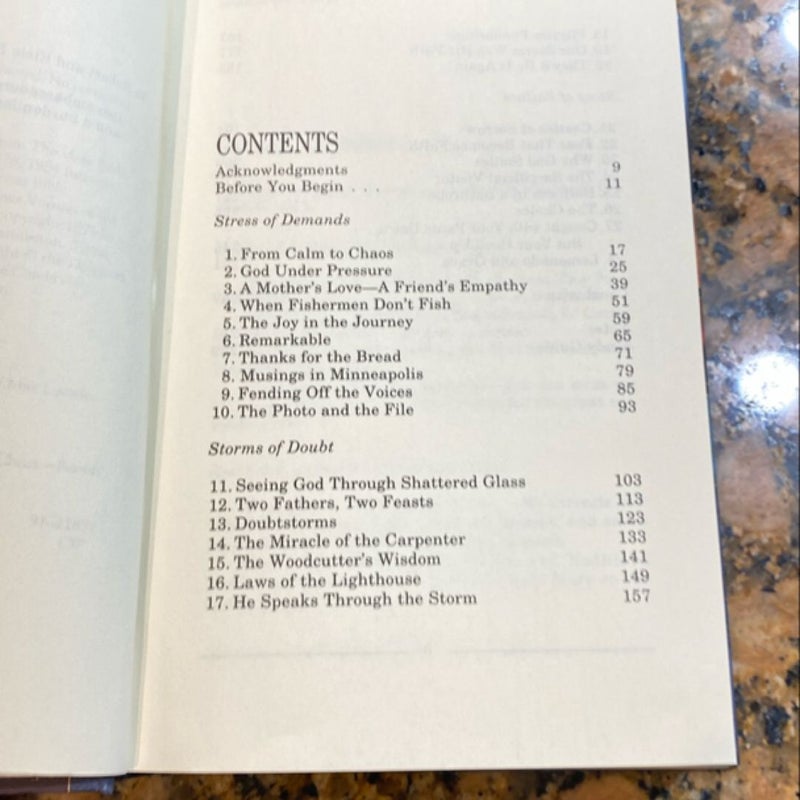 CONTENTS
Acknowledgments 9
Before You Begin . . . 11
Stress of Demands
1. From Calm to Chaos 17
2. God Under Pressure 25
3. A Mother's Love—A Friend's Empathy 39
4. When Fishermen Don't Fish 51
5. The Joy in the Journey 59
6. Remarkable 65
7. Thanks for the Bread 71
8. Musings in Minneapolis 79
9. Fending Off the Voices 85
10. The Photo and the File 93
Storms of Doubt
11. Seeing God Through Shattered Glass 103
12. Two Fathers, Two Feasts 113
13. Doubtstorms 123
14. The Miracle of the Carpenter 133
15. The Woodcutter's Wisdom 141
16. Laws of the Lighthouse 149
17. He Speaks Through the Storm 157